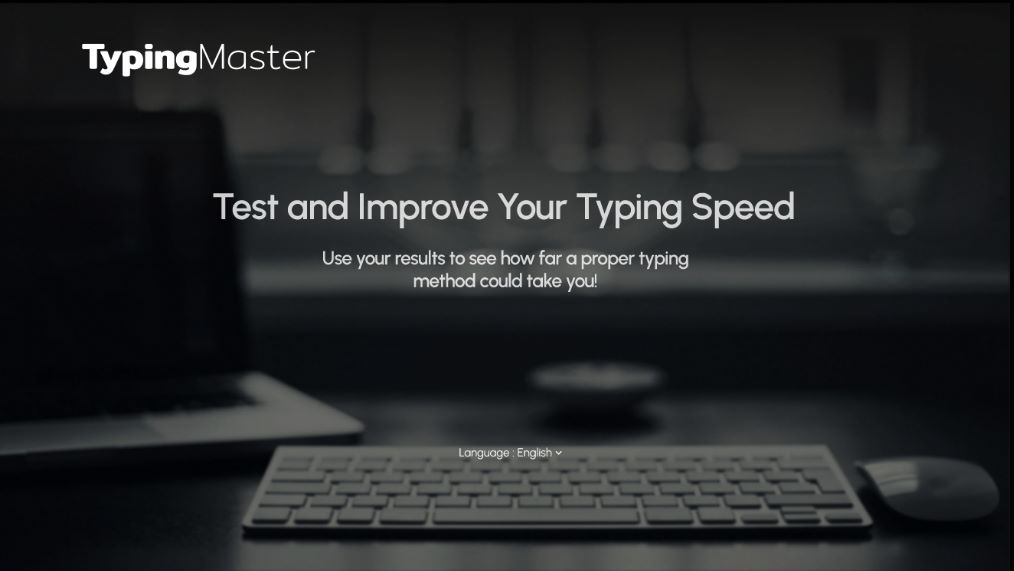 TypingMaster
Test and Improve Your Typing Speed
Use your results to see how far a proper typing
method could take you!
Language : English